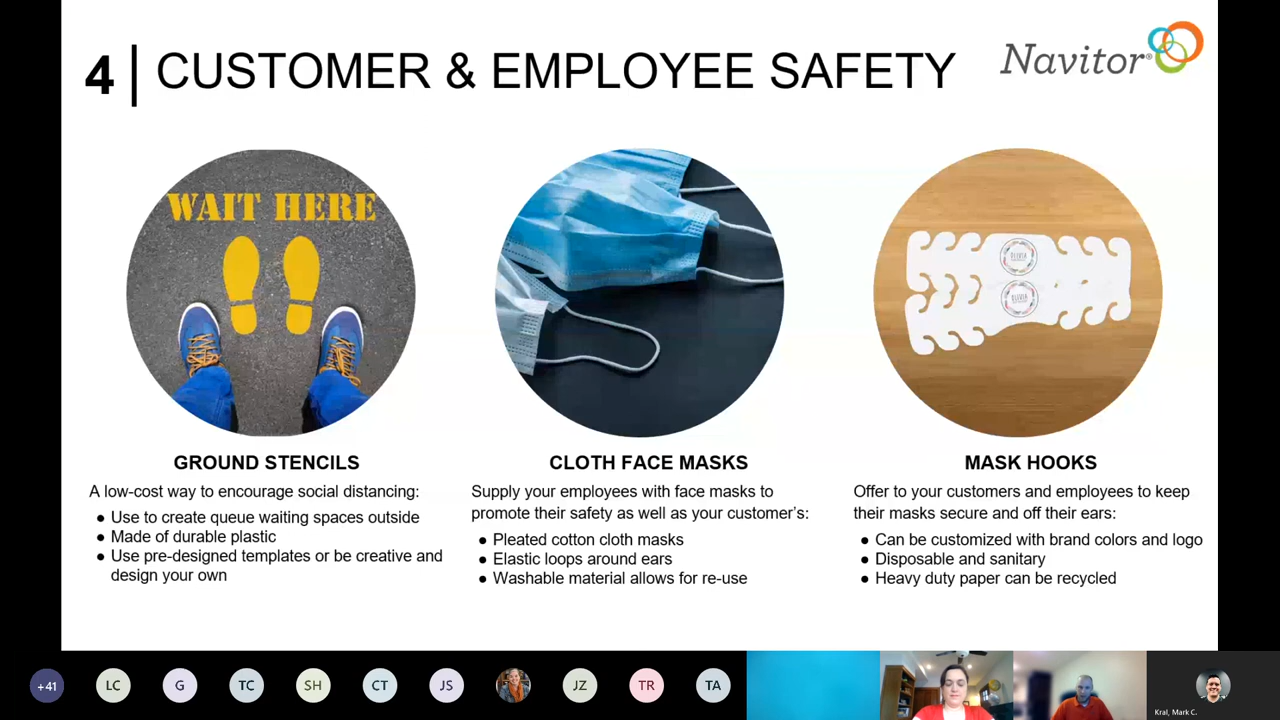 4 | CUSTOMER & EMPLOYEE SAFETY
Navitor®
WAIT HERE
OLIVIA
OLIVIA
GROUND STENCILS
A low-cost way to encourage social distancing:
● Use to create queue waiting spaces outside
● Made of durable plastic
● Use pre-designed templates or be creative and
design your own
CLOTH FACE MASKS
Supply your employees with face masks to
promote their safety as well as your customer's:
● Pleated cotton cloth masks
● Elastic loops around ears
● Washable material allows for re-use
MASK HOOKS
Offer to your customers and employees to keep
their masks secure and off their ears:
● Can be customized with brand colors and logo
● Disposable and sanitary
● Heavy duty paper can be recycled
+41
LC
G
TC
SH
CT
JS
JZ
TR
TA
Kral, Mark C.